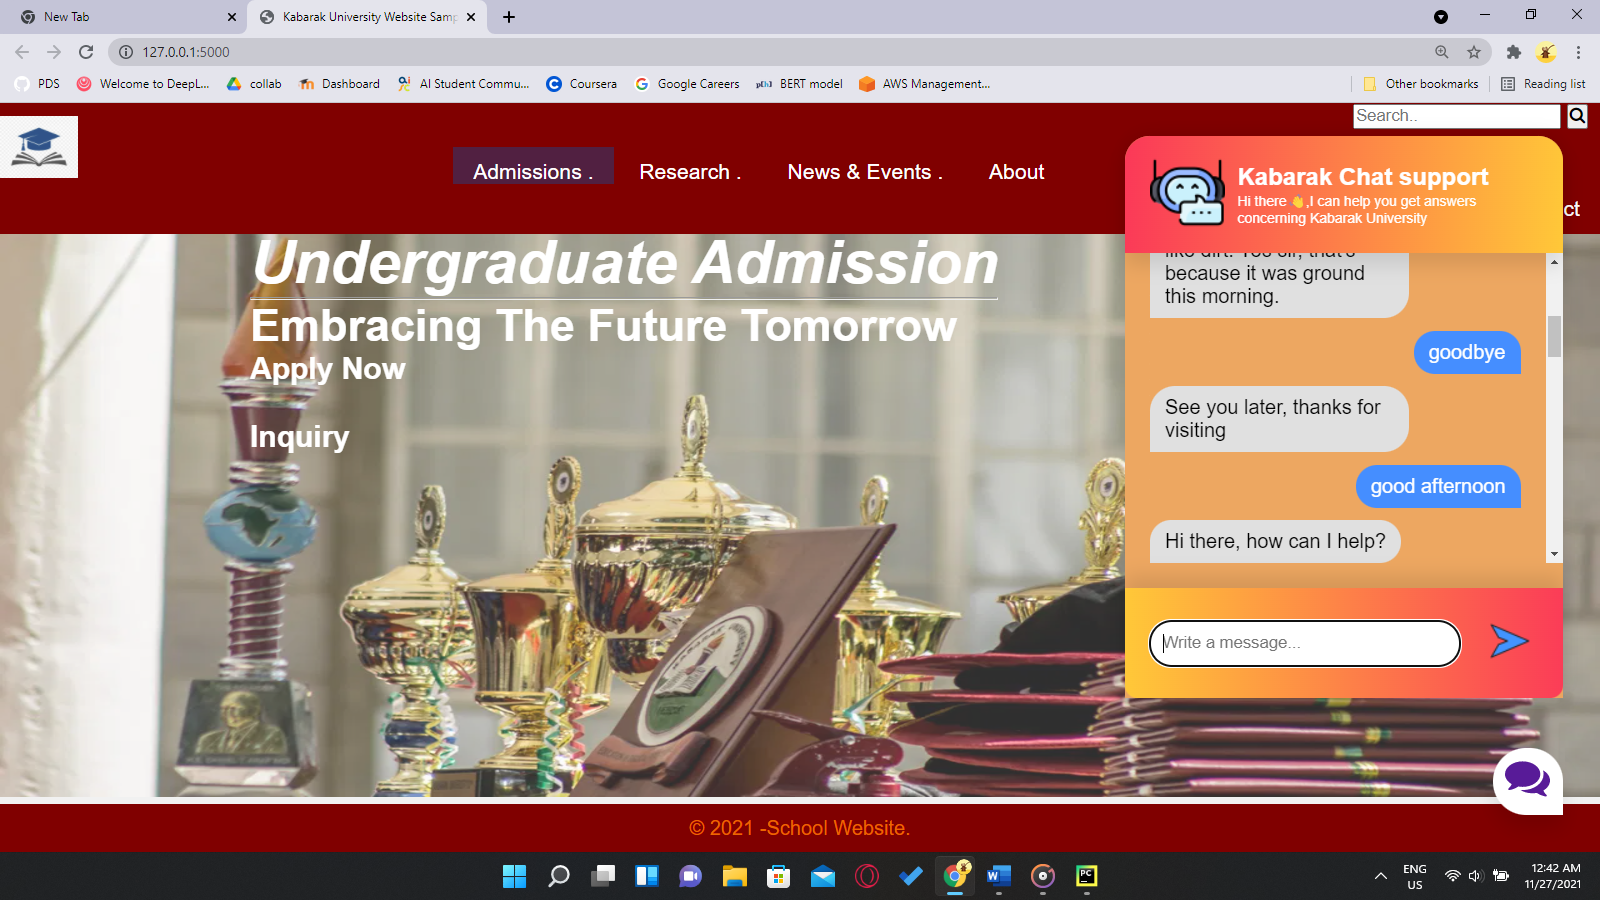 New Tab
Kabarak University Website Samp
127.0.0.1:5000
PDS
Welcome to DeepL...
collab
Dashboard
AI Student Commu...
Coursera
Google Careers
BERT model
AWS Management...
Other bookmarks
Reading list
Search..
Admissions .
Research .
News & Events .
About
ct
Kabarak Chat support
Hi there 👋,I can help you get answers
concerning Kabarak University
Undergraduate Admission
Embracing The Future Tomorrow
Apply Now
Inquiry
because it was ground
this morning.
goodbye
See you later, thanks for
visiting
good afternoon
Hi there, how can I help?
Write a message...
© 2021 -School Website.
ENG
US
12:42 AM
11/27/2021